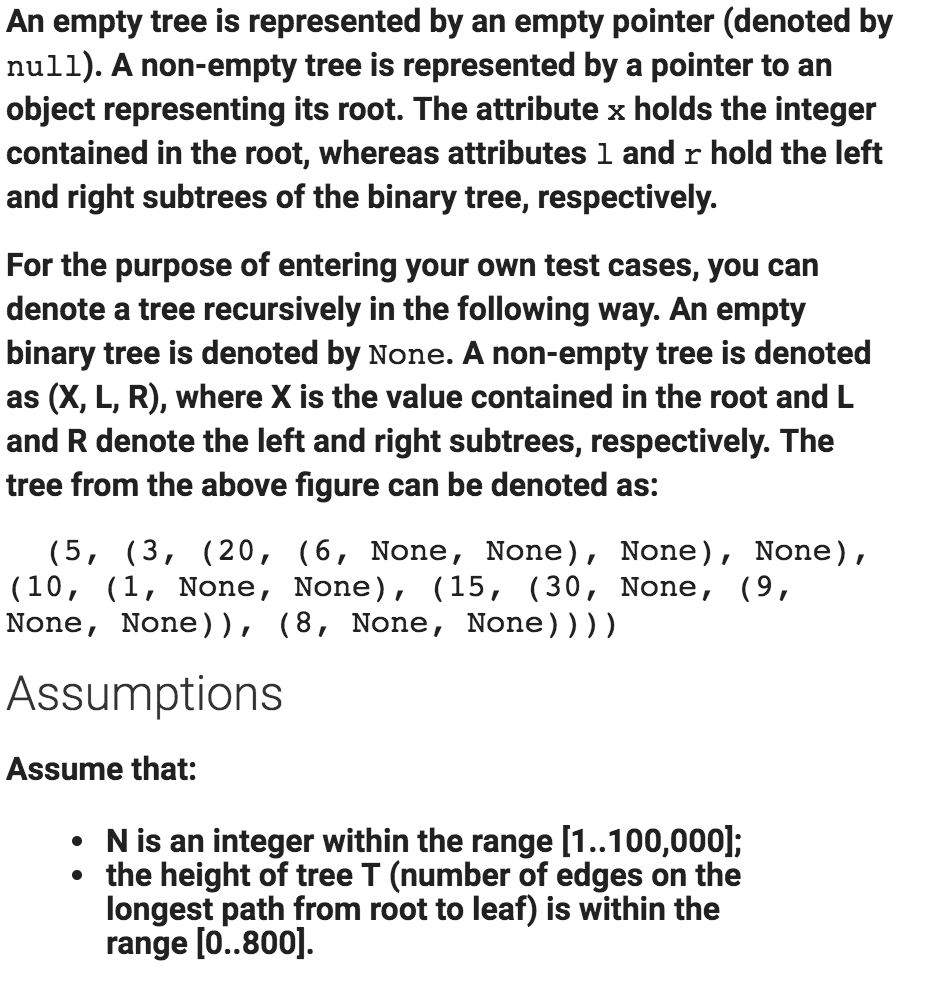 An empty tree is represented by an empty pointer (denoted by
null). A non-empty tree is represented by a pointer to an
object representing its root. The attribute x holds the integer
contained in the root, whereas attributes l and r hold the left
and right subtrees of the binary tree, respectively.
For the purpose of entering your own test cases, you can
denote a tree recursively in the following way. An empty
binary tree is denoted by None. A non-empty tree is denoted
as (X, L, R), where X is the value contained in the root and L
and R denote the left and right subtrees, respectively. The
tree from the above figure can be denoted as:
(5, (3, (20, (6, None, None), None), None),
(10, (1, None, None), (15, (30, None, (9,
None, None)), (8, None, None))))
Assumptions
Assume that:
• N is an integer within the range [1..100,000];
• the height of tree T (number of edges on the
longest path from root to leaf) is within the
range [0..800].